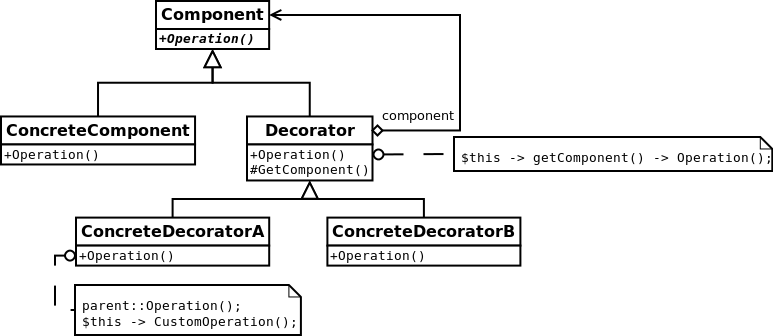 Component
+Operation()
component
ConcreteComponent
+Operation()
Decorator
+Operation()
#GetComponent()
$this -> getComponent() -> Operation();
ConcreteDecoratorA
+Operation()
ConcreteDecoratorB
+Operation()
parent::Operation();
$this -> CustomOperation();